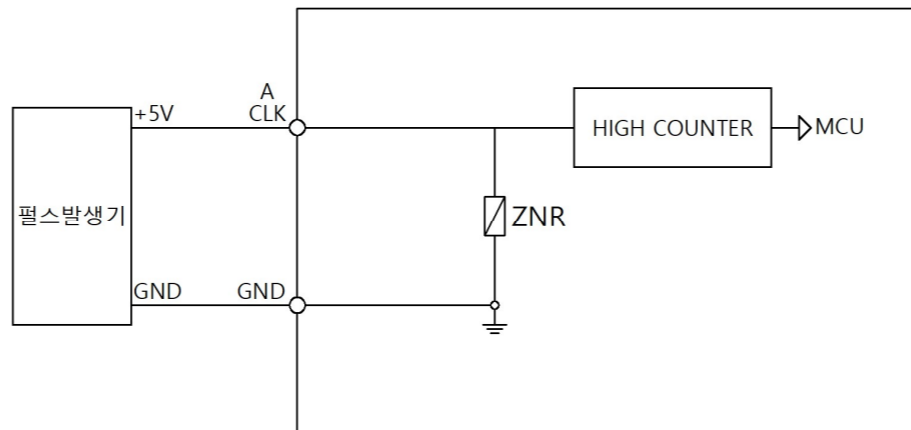 A
+5V
CLK
HIGH COUNTER
MCU
펄스발생기
ZNR
GND
GND